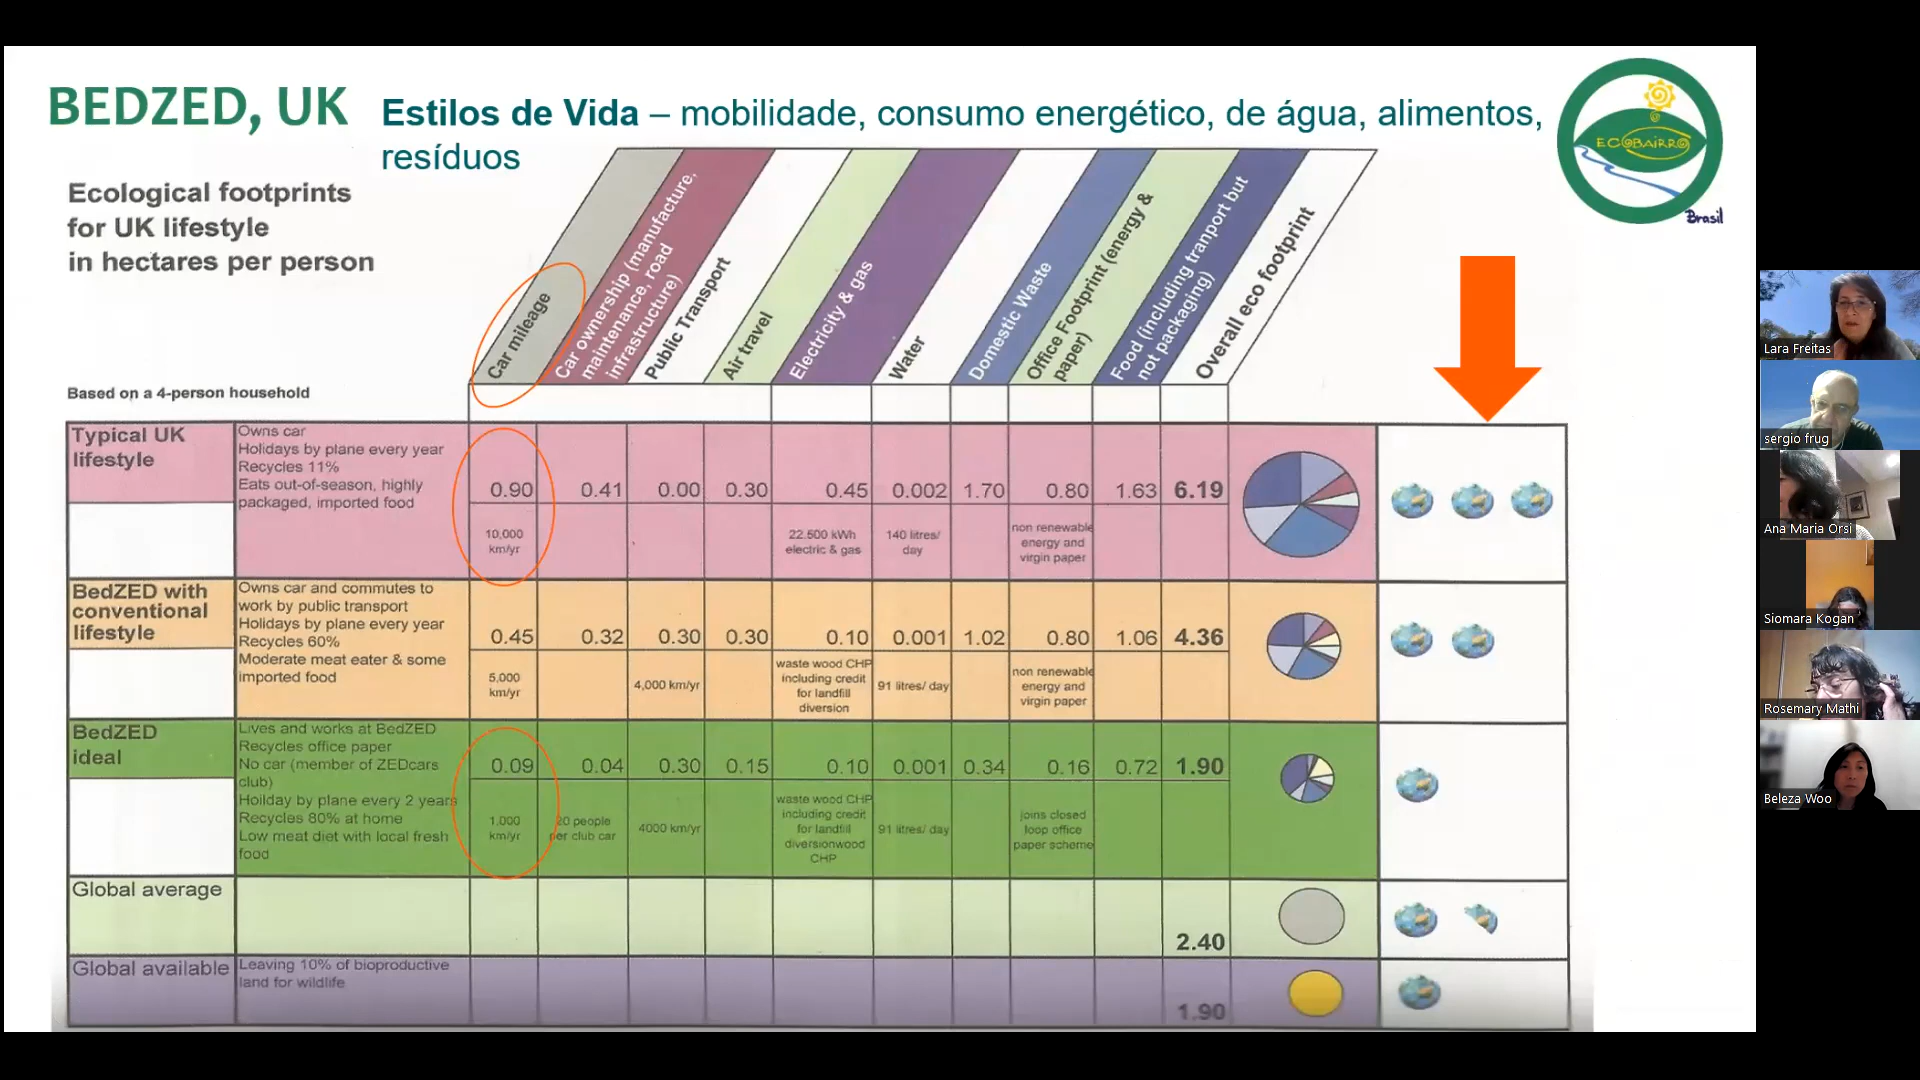 BEDZED, UK
Estilos de Vida – mobilidade, consumo energético, de água, alimentos,
resíduos
ECOBAIRRO
Brasil
Ecological footprints
for UK lifestyle
in hectares per person
Based on a 4-person household
Car mileage
Car ownership (manufacture,
maintenance, road
infrastructure)
Public Transport
Air travel
Electricity & gas
Water
Domestic Waste
Office Footprint (energy &
paper)
Food (including tranport but
not packaging)
Overall eco footprint
Typical UK
lifestyle
Owns car
Holidays by plane every year
Recycles 11%
Eats out-of-season, highly
packaged, imported food
0.90 0.41 0.00 0.30 0.45 0.002 1.70 0.80 1.63 6.19
10,000
km/yr
22.500 kWh
electric & gas
140 litres/
day
non renewable
energy and
virgin paper
BedZED with
conventional
lifestyle
Owns car and commutes to
work by public transport
Holidays by plane every year
Recycles 60%
Moderate meat eater & some
imported food
0.45 0.32 0.30 0.30 0.10 0.001 1.02 0.80 1.06 4.36
5,000
km/yr
4,000 km/yr
waste wood CHP
including credit
for landfill
diversion
91 litres/ day
non renewable
energy and
virgin paper
BedZED
ideal
Lives and works at BedZED
Recycles office paper
No car (member of ZEDcars
club)
Hoilday by plane every 2 years
Recycles 80% at home
Low meat diet with local fresh
food
0.09 0.04 0.30 0.15 0.10 0.001 0.34 0.16 0.72 1.90
1,000
km/yr
20 people
per club car
4000 km/yr
waste wood CHP
including credit
for landfill
diversionwood
CHP
91 litres/ day
joins closed
loop office
paper scheme
Global average
2.40
Global available
Leaving 10% of bioproductive
land for wildlife
1.90
Lara Freitas
sergio frug
Ana Maria Orsi
Siomara Kogan
Rosemary Mathi
Beleza Woo